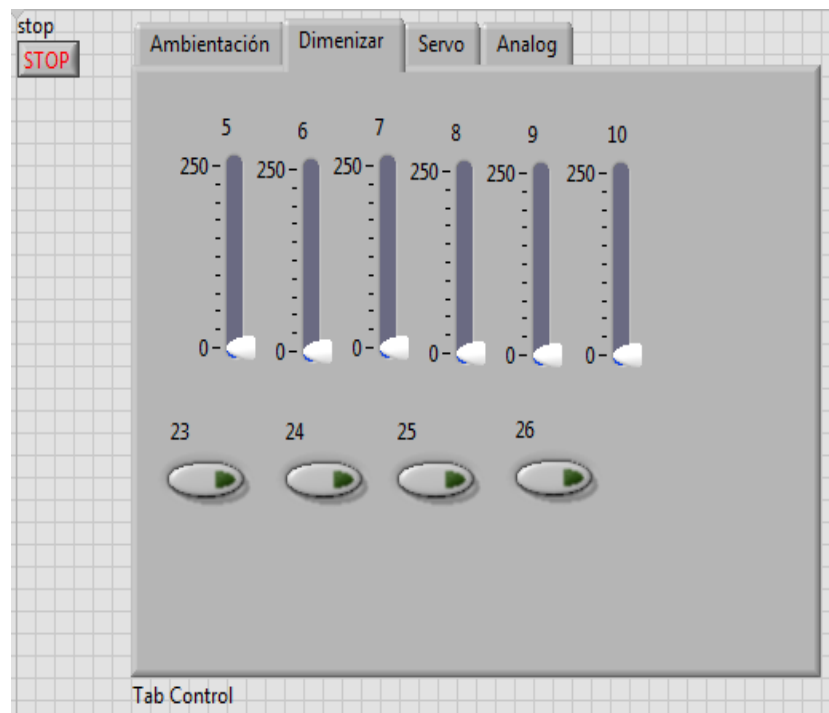 stop
STOP
Ambientación Dimenizar Servo Analog
5 6 7 8 9 10
250 250 250 250 250 250
0 0 0 0 0 0
23 24 25 26
Tab Control